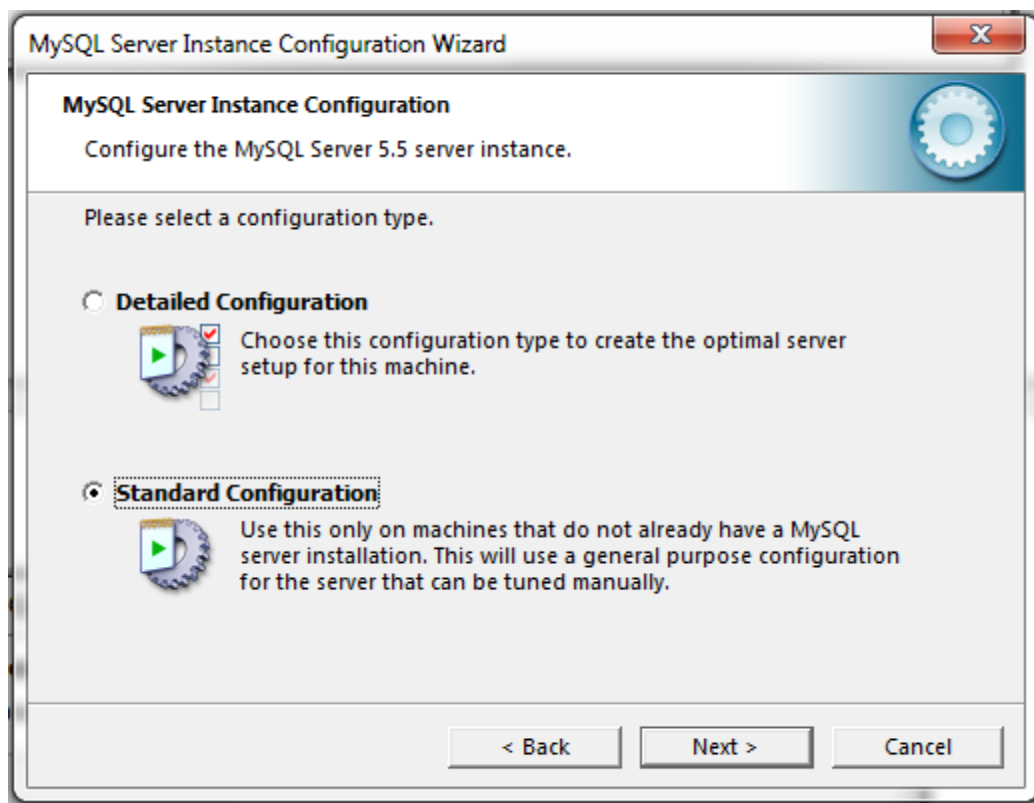 MySQL Server Instance Configuration Wizard
MySQL Server Instance Configuration
Configure the MySQL Server 5.5 server instance.
Please select a configuration type.
Detailed Configuration
Choose this configuration type to create the optimal server
setup for this machine.
Standard Configuration
Use this only on machines that do not already have a MySQL
server installation. This will use a general purpose configuration
for the server that can be tuned manually.
< Back
Next >
Cancel